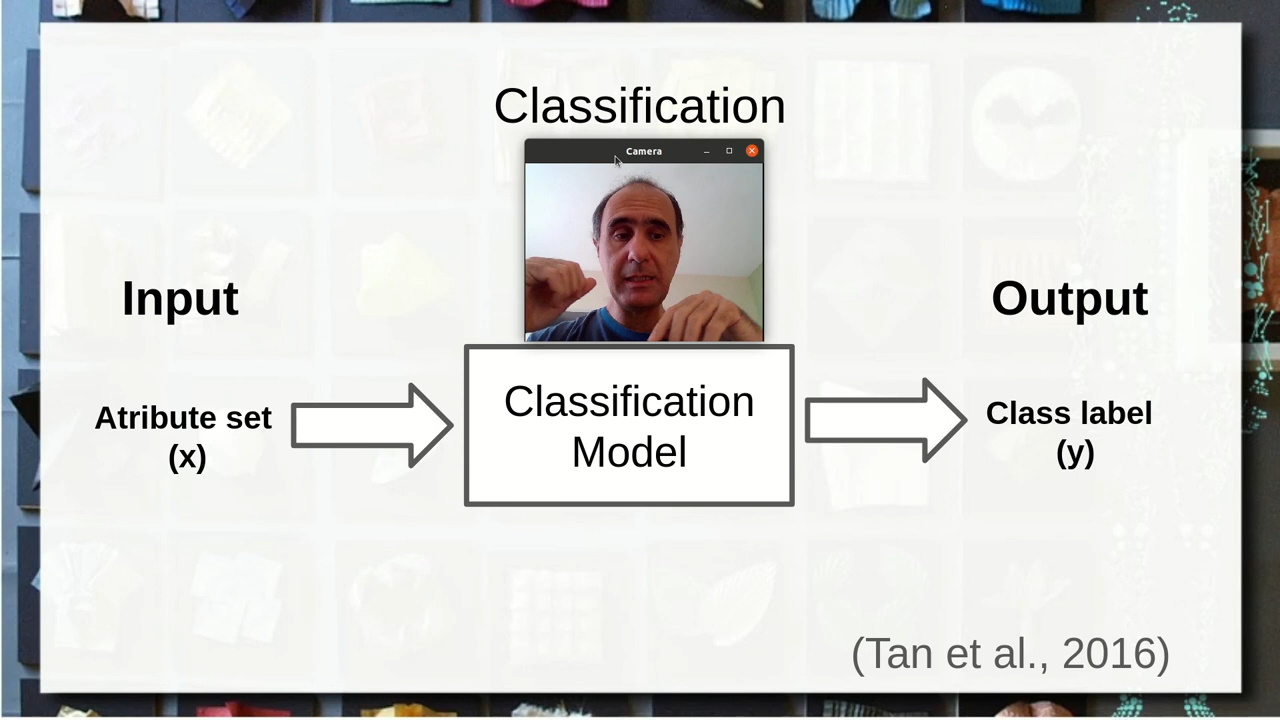 Classification
Camera
Input
Output
Atribute set
(x)
Classification
Model
Class label
(y)
(Tan et al., 2016)